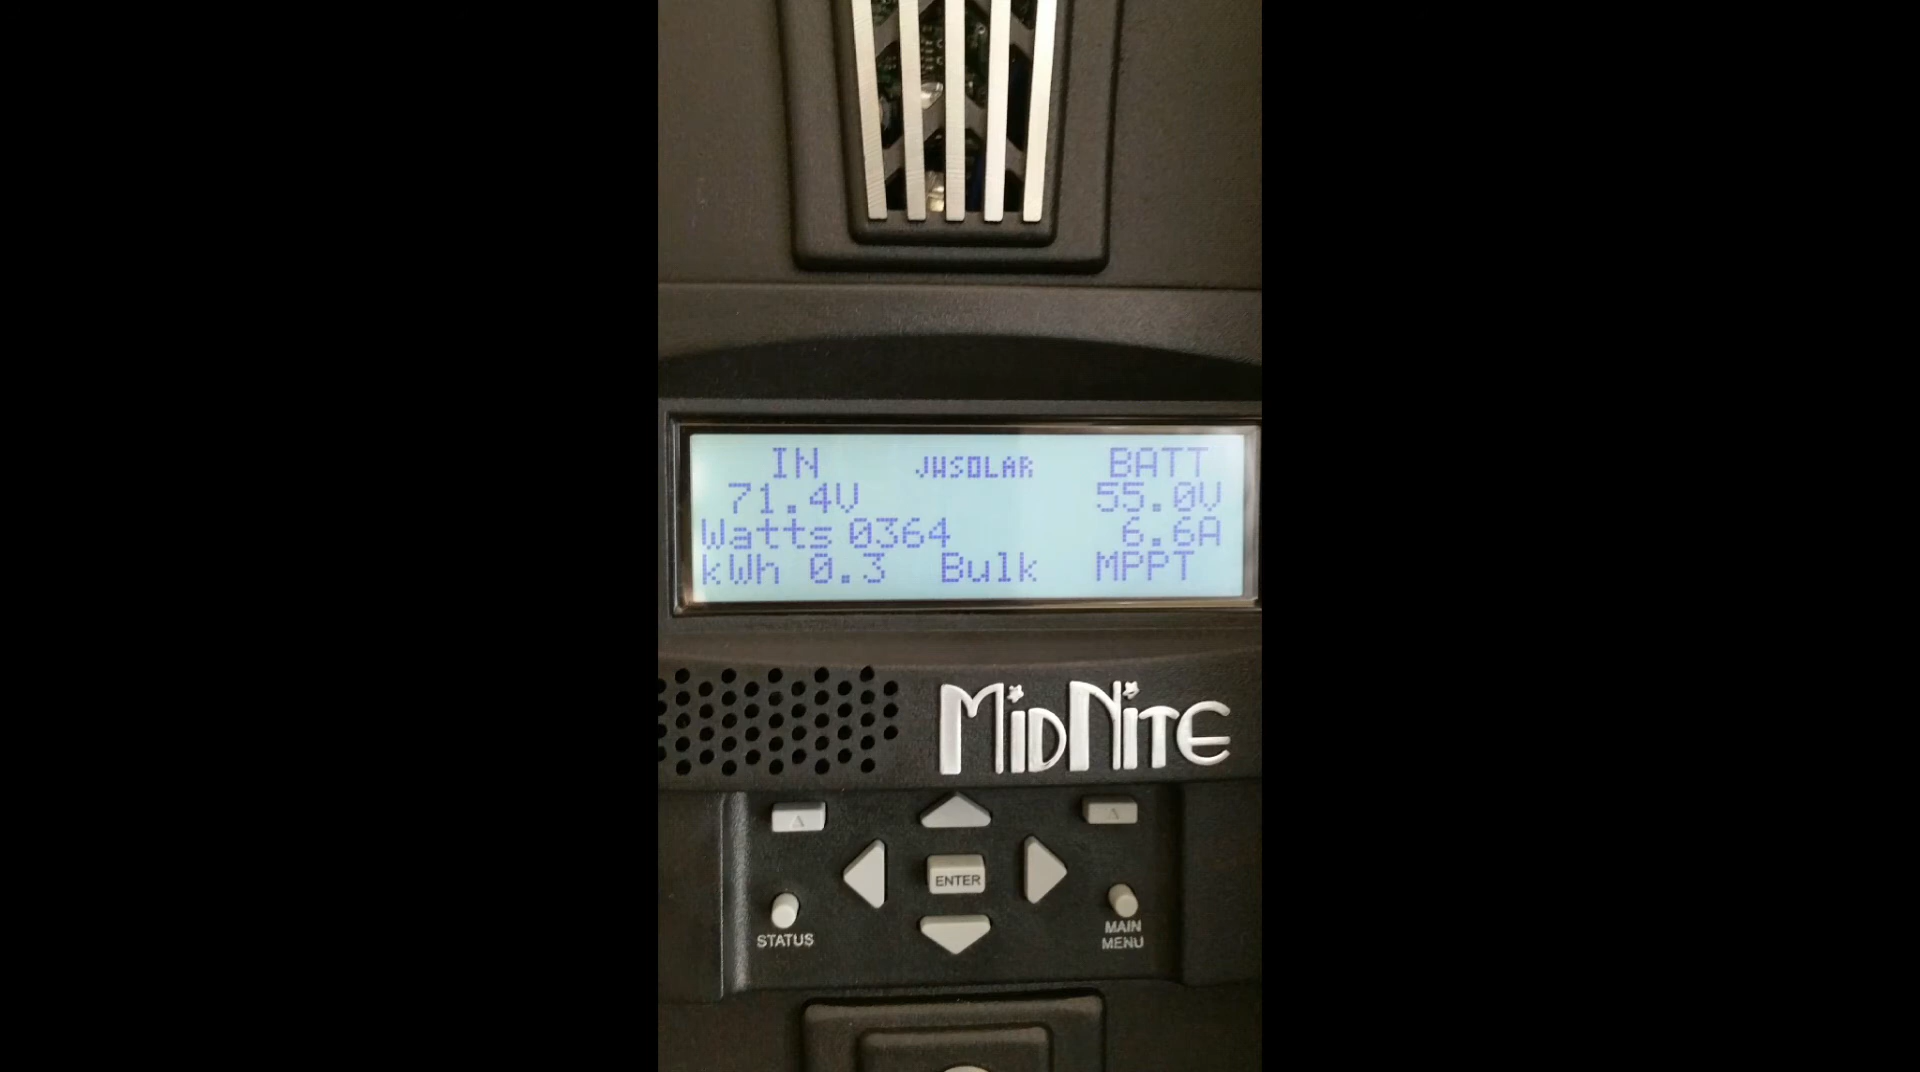 IN JWSOLAR BATT
71.4V 55.0V
Watts 0364 6.6A
kWh 0.3 Bulk MPPT
MIDNITE
ENTER
STATUS
MAIN
MENU